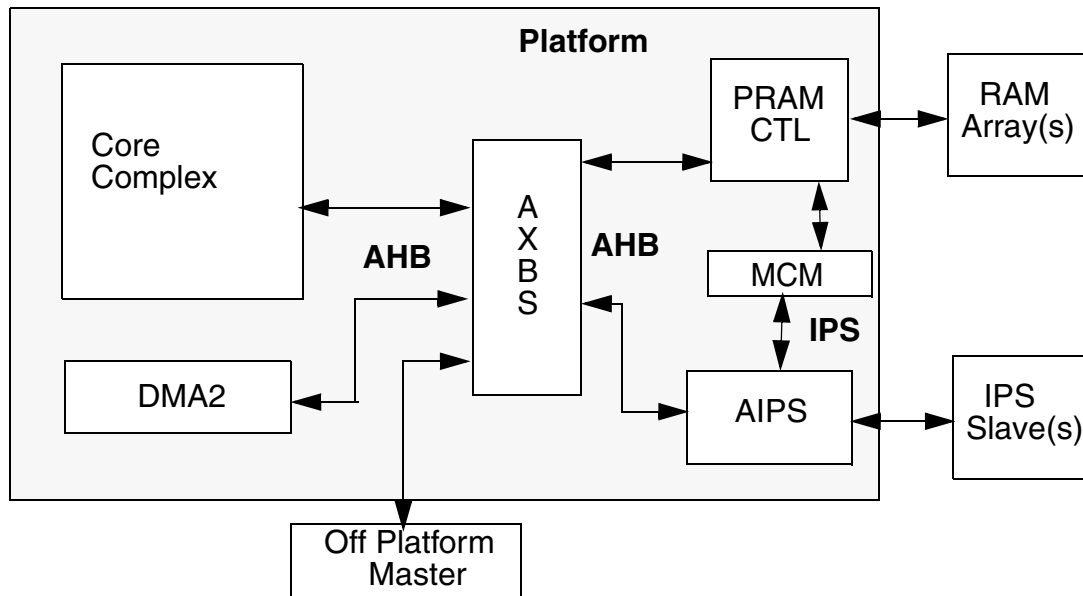 Platform
Core
Complex
PRAM
CTL
RAM
Array(s)
A
X
B
S
AHB
AHB
MCM
IPS
DMA2
AIPS
IPS
Slave(s)
Off Platform
Master